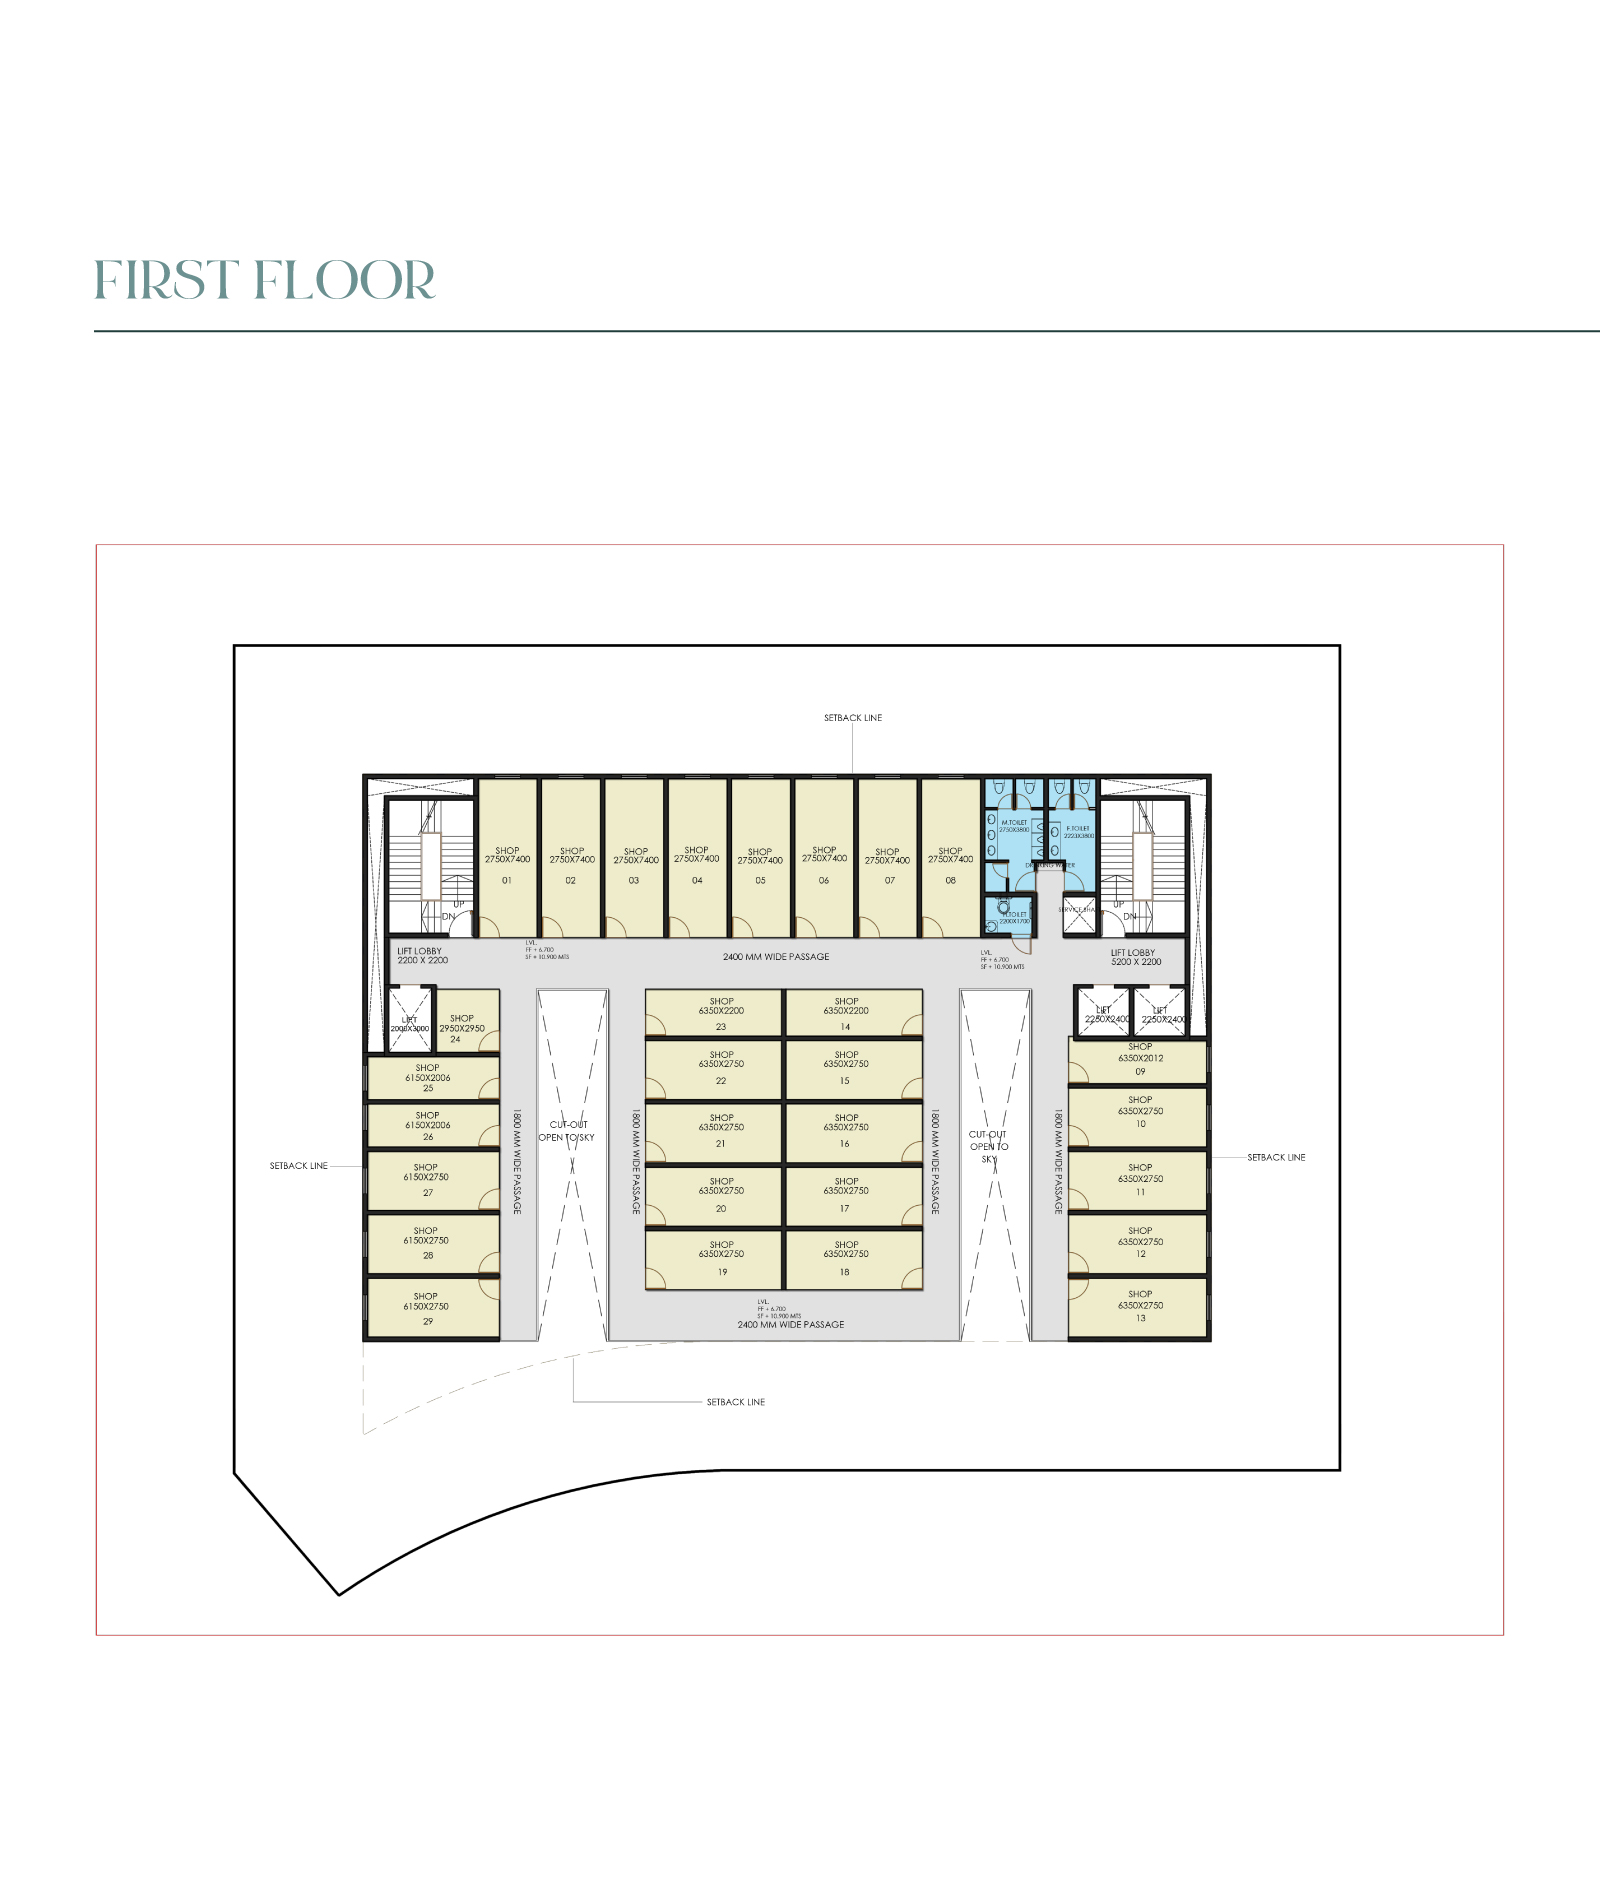 FIRST FLOOR
SETBACK LINE
SHOP
2750X7400
01
SHOP
2750X7400
02
SHOP
2750X7400
03
SHOP
2750X7400
04
SHOP
2750X7400
05
SHOP
2750X7400
06
SHOP
2750X7400
07
SHOP
2750X7400
08
M.TOILET
2750X3800
F.TOILET
2223X3800
DRINKING WATER
H.TOILET
2200X1700
SERVICE SHA
UP
DN
UP
DN
LIFT LOBBY
2200 X 2200
LVL.
FF + 6.700
SF + 10.900 MTS
2400 MM WIDE PASSAGE
LVL.
FF + 6.700
SF + 10.900 MTS
LIFT LOBBY
5200 X 2200
LIFT
2000X3000
SHOP
2950X2950
24
SHOP
6350X2200
23
SHOP
6350X2200
14
LIFT
2250X2400
LIFT
2250X2400
SHOP
6150X2006
25
SHOP
6350X2750
22
SHOP
6350X2750
15
SHOP
6350X2012
09
SHOP
6150X2006
26
SHOP
6350X2750
21
SHOP
6350X2750
16
SHOP
6350X2750
10
1800 MM WIDE PASSAGE
CUT-OUT
OPEN TO SKY
1800 MM WIDE PASSAGE
1800 MM WIDE PASSAGE
CUT-OUT
OPEN TO
SKY
1800 MM WIDE PASSAGE
SETBACK LINE
SHOP
6150X2750
27
SHOP
6350X2750
20
SHOP
6350X2750
17
SHOP
6350X2750
11
SETBACK LINE
SHOP
6150X2750
28
SHOP
6350X2750
19
SHOP
6350X2750
18
SHOP
6350X2750
12
SHOP
6150X2750
29
SHOP
6350X2750
13
LVL.
FF + 6.700
SF + 10.900 MTS
2400 MM WIDE PASSAGE
SETBACK LINE